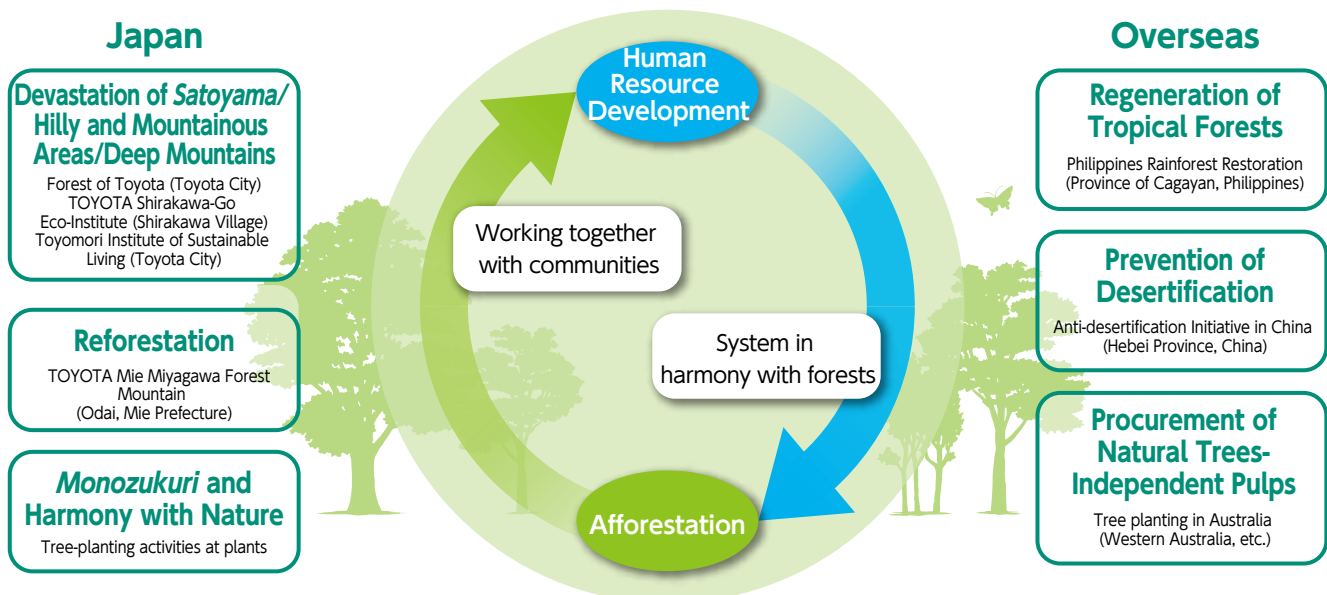 Japan
Devastation of Satoyama/
Hilly and Mountainous
Areas/Deep Mountains
Forest of Toyota (Toyota City)
TOYOTA Shirakawa-Go
Eco-Institute (Shirakawa Village)
Toyomori Institute of Sustainable
Living (Toyota City)
Reforestation
TOYOTA Mie Miyagawa Forest
Mountain
(Odai, Mie Prefecture)
Monozukuri and
Harmony with Nature
Tree-planting activities at plants
Human
Resource
Development
Working together
with communities
System in
harmony with forests
Afforestation
Overseas
Regeneration of
Tropical Forests
Philippines Rainforest Restoration
(Province of Cagayan, Philippines)
Prevention of
Desertification
Anti-desertification Initiative in China
(Hebei Province, China)
Procurement of
Natural Trees-
Independent Pulps
Tree planting in Australia
(Western Australia, etc.)